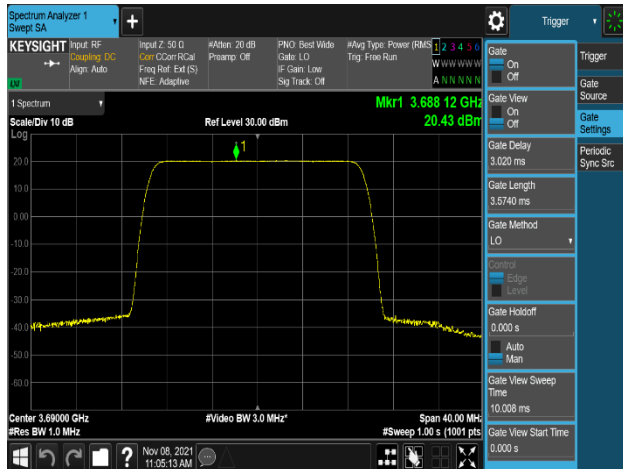 Spectrum Analyzer 1
Swept SA
Trigger
KEYSIGHT
Input: RF
Coupling: DC
Align: Auto
Input Z: 50 Ω
Corr CCorr RCal
Freq Ref: Ext (S)
NFE: Adaptive
#Atten: 20 dB
Preamp: Off
PNO: Best Wide
Gate: LO
IF Gain: Low
Sig Track: Off
#Avg Type: Power (RMS
Trig: Free Run
1 2 3 4 5 6
W W W W W W
A N N N N N
1 Spectrum
Mkr1 3.688 12 GHz
Scale/Div 10 dB
Ref Level 30.00 dBm
20.43 dBm
Log
1
20.0
10.0
0.00
-10.0
-20.0
-30.0
-40.0
-50.0
-60.0
Center 3.69000 GHz
#Video BW 3.0 MHz*
Span 40.00 MHz
#Res BW 1.0 MHz
#Sweep 1.00 s (1001 pts
Nov 08, 2021
11:05:13 AM
Gate
On
Off
Gate View
On
Off
Gate Delay
3.020 ms
Gate Length
3.5740 ms
Gate Method
LO
Control
Edge
Level
Gate Holdoff
0.000 s
Auto
Man
Gate View Sweep
Time
10.008 ms
Gate View Start Time
0.000 s
Trigger
Gate
Source
Gate
Settings
Periodic
Sync Src